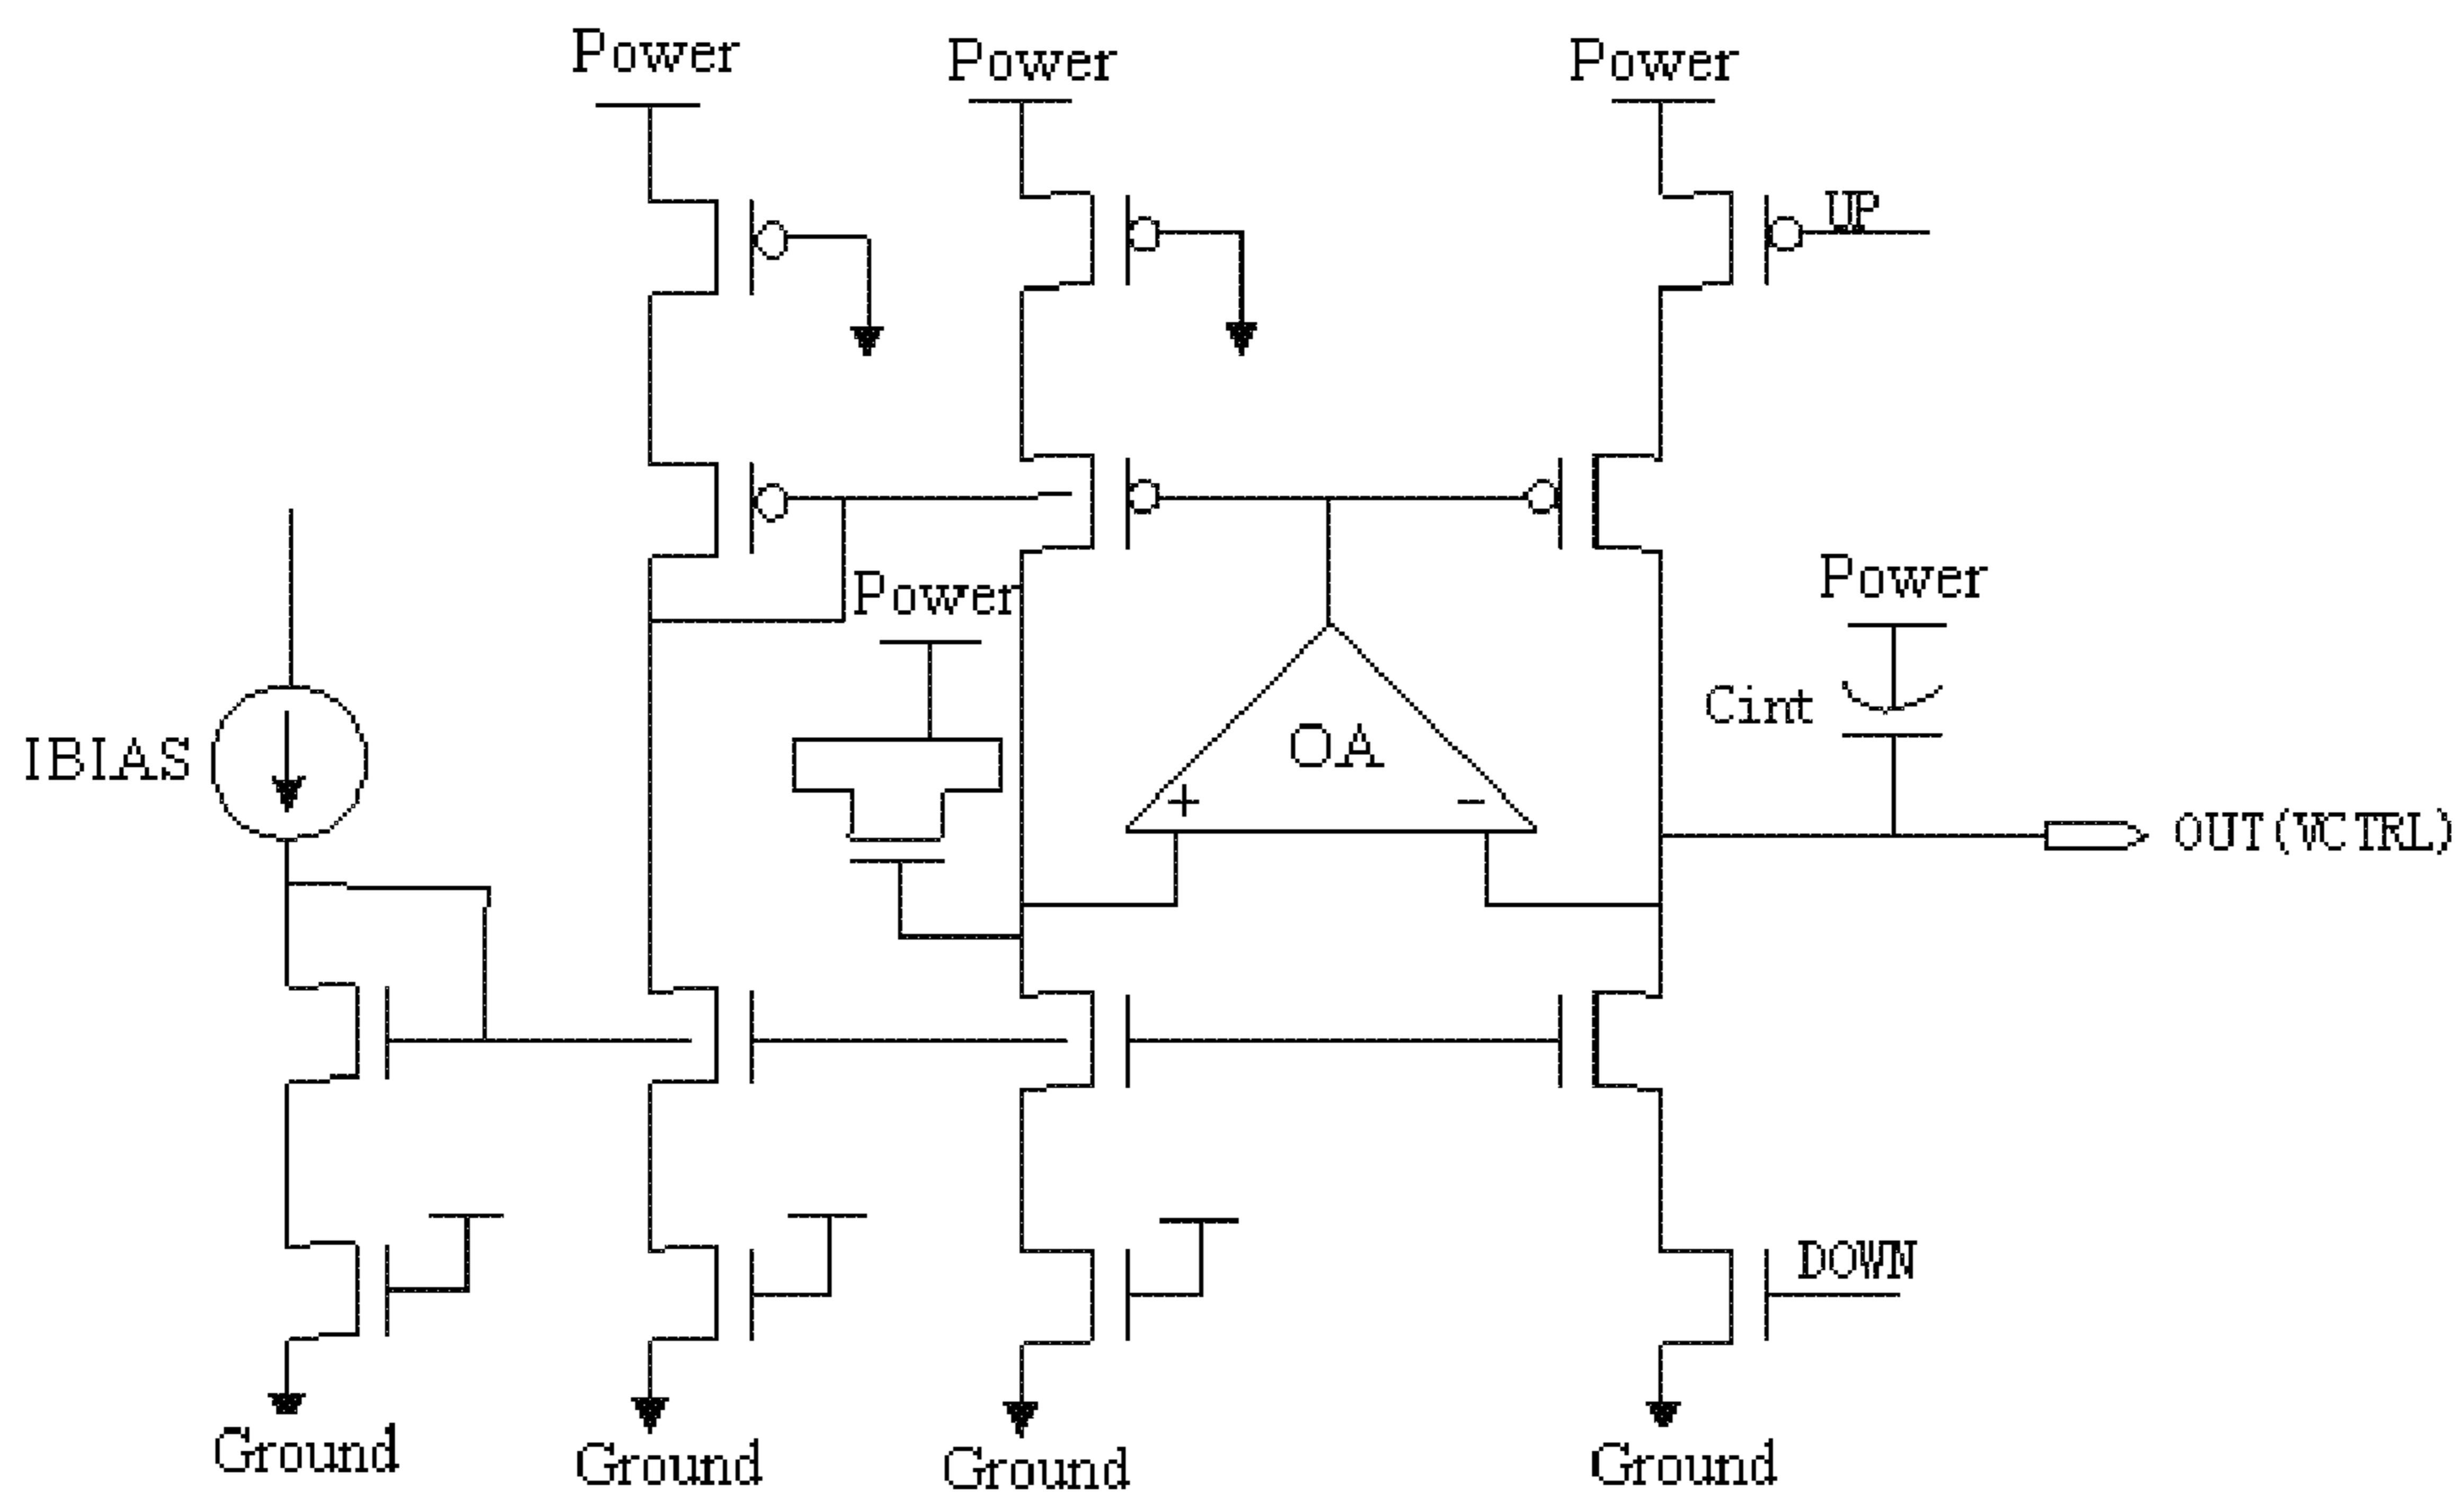 Power
Power
Power
UP
Power
Power
Cint
IBIAS
OA
+
-
OUT(VCTRL)
DOWN
Ground
Ground
Ground
Ground